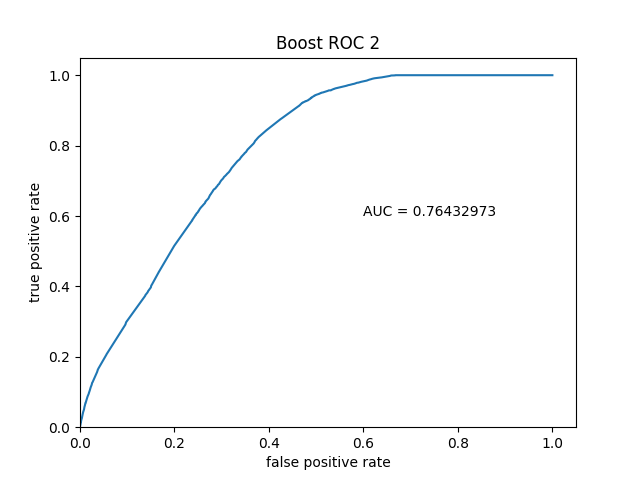 Boost ROC 2
1.0
0.8
0.6
0.4
0.2
0.0
true positive rate
AUC = 0.76432973
0.0 0.2 0.4 0.6 0.8 1.0
false positive rate